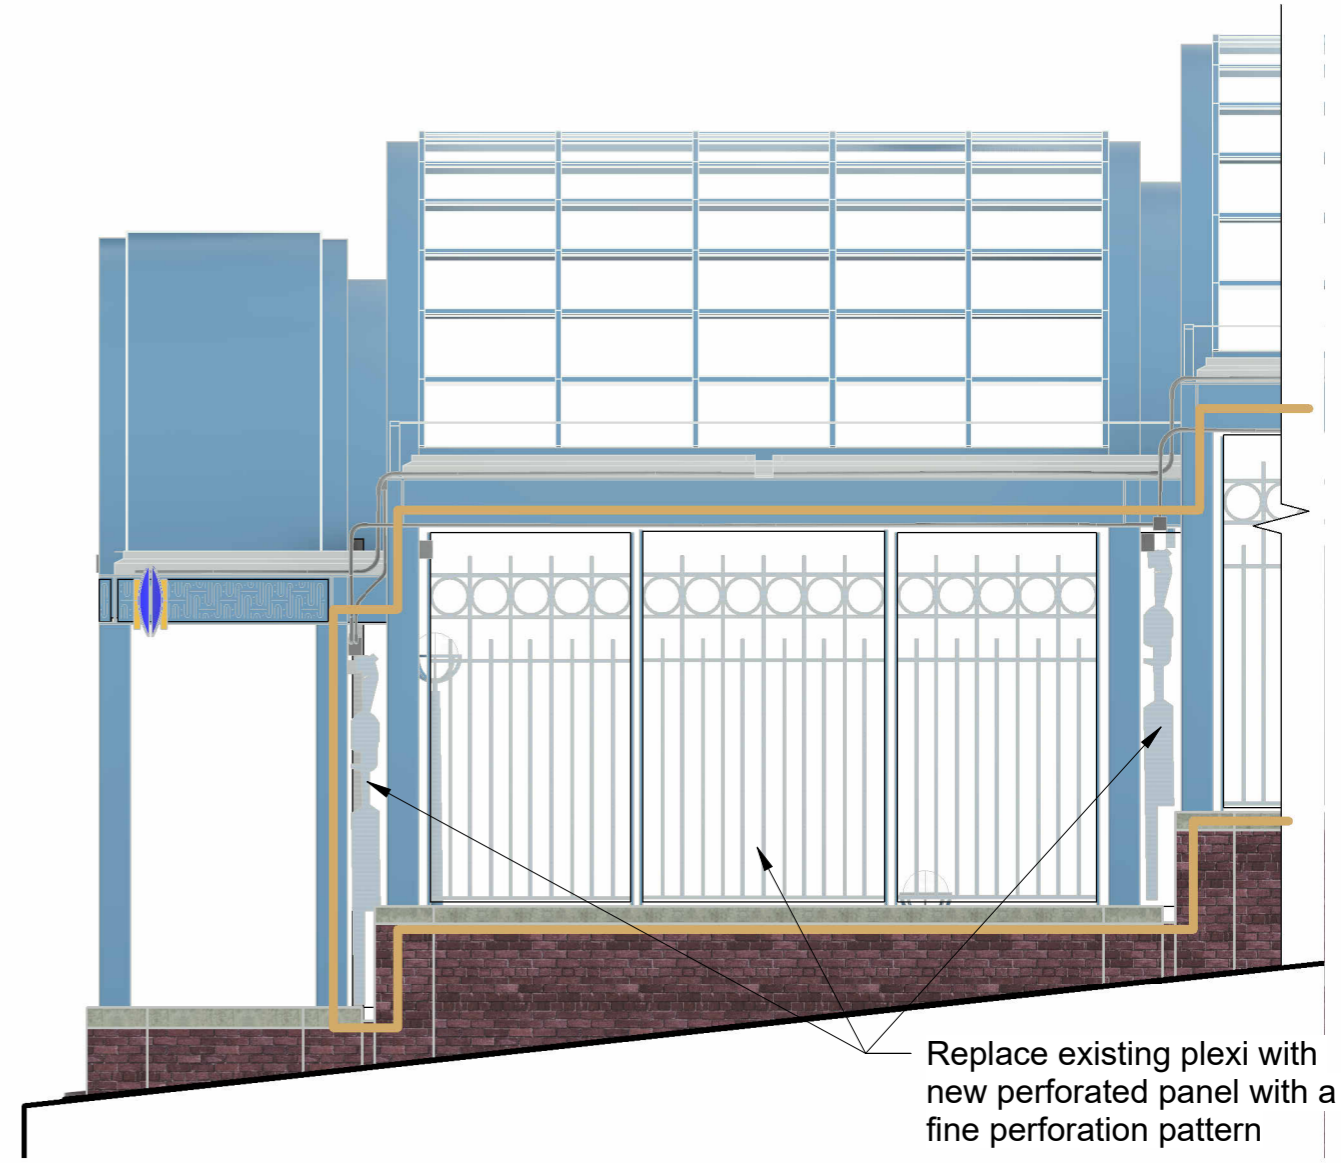 Replace existing plexi with
new perforated panel with a
fine perforation pattern